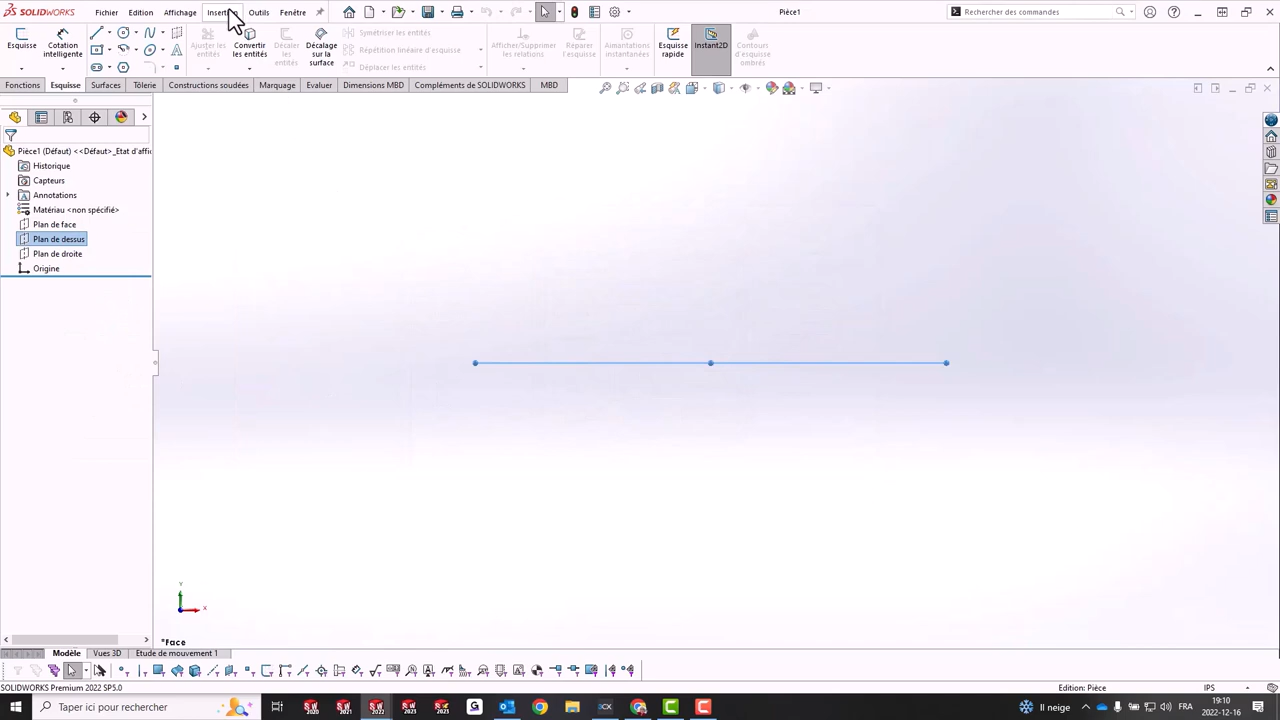 SOLIDWORKS Fichier Edition Affichage Outils Fenêtre Pièce1 Rechercher des commandes
Esquisse Cotation intelligente Ajuster les entités Convertir les entités Décaler les entités Décalage sur la surface Symétriser les entités Répétition linéaire d'esquisse Déplacer les entités Afficher/Supprimer les relations Réparer l'esquisse Aimantations instantanées Esquisse rapide Instant2D Contours d'esquisse ombrés
Fonctions Esquisse Surfaces Tôlerie Constructions soudées Marquage Evaluer Dimensions MBD Compléments de SOLIDWORKS MBD
Pièce1 (Défaut) <<Défaut>_Etat d'affi
Historique
Capteurs
Annotations
Matériau <non spécifié>
Plan de face
Plan de dessus
Plan de droite
Origine
Y
X
*Face
Modèle Vues 3D Etude de mouvement 1
SOLIDWORKS Premium 2022 SP5.0 Edition: Pièce IPS
Taper ici pour rechercher Il neige FRA 19:10
2022-12-16